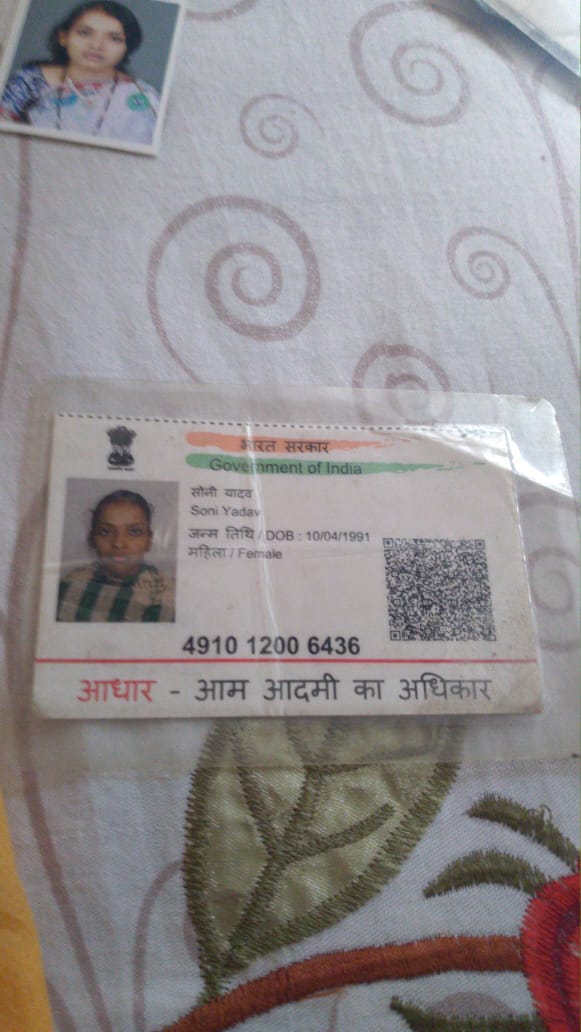 भारत सरकार
Government of India
सोनी यादव
Soni Yadav
जन्म तिथि / DOB : 10/04/1991
महिला / Female
4910 1200 6436
आधार - आम आदमी का अधिकार